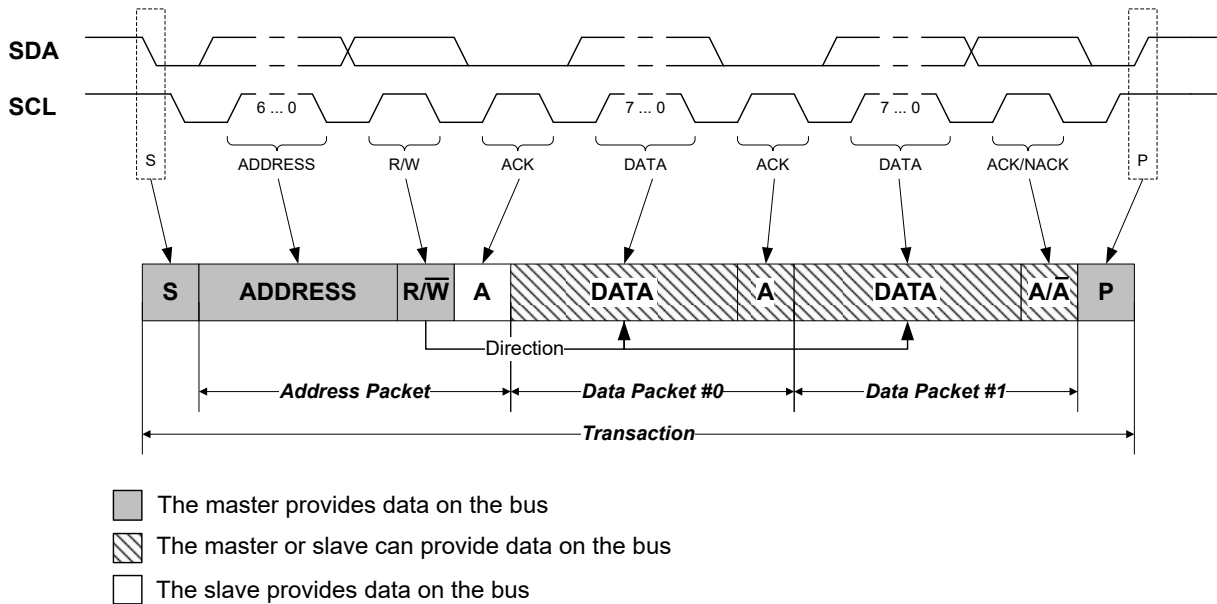 SDA
SCL
6 ... 0
7 ... 0
7 ... 0
S
ADDRESS
R/W
ACK
DATA
ACK
DATA
ACK/NACK
P
S
ADDRESS
R/W̅
A
DATA
A
DATA
A/A̅
P
Direction
Address Packet
Data Packet #0
Data Packet #1
Transaction
The master provides data on the bus
The master or slave can provide data on the bus
The slave provides data on the bus